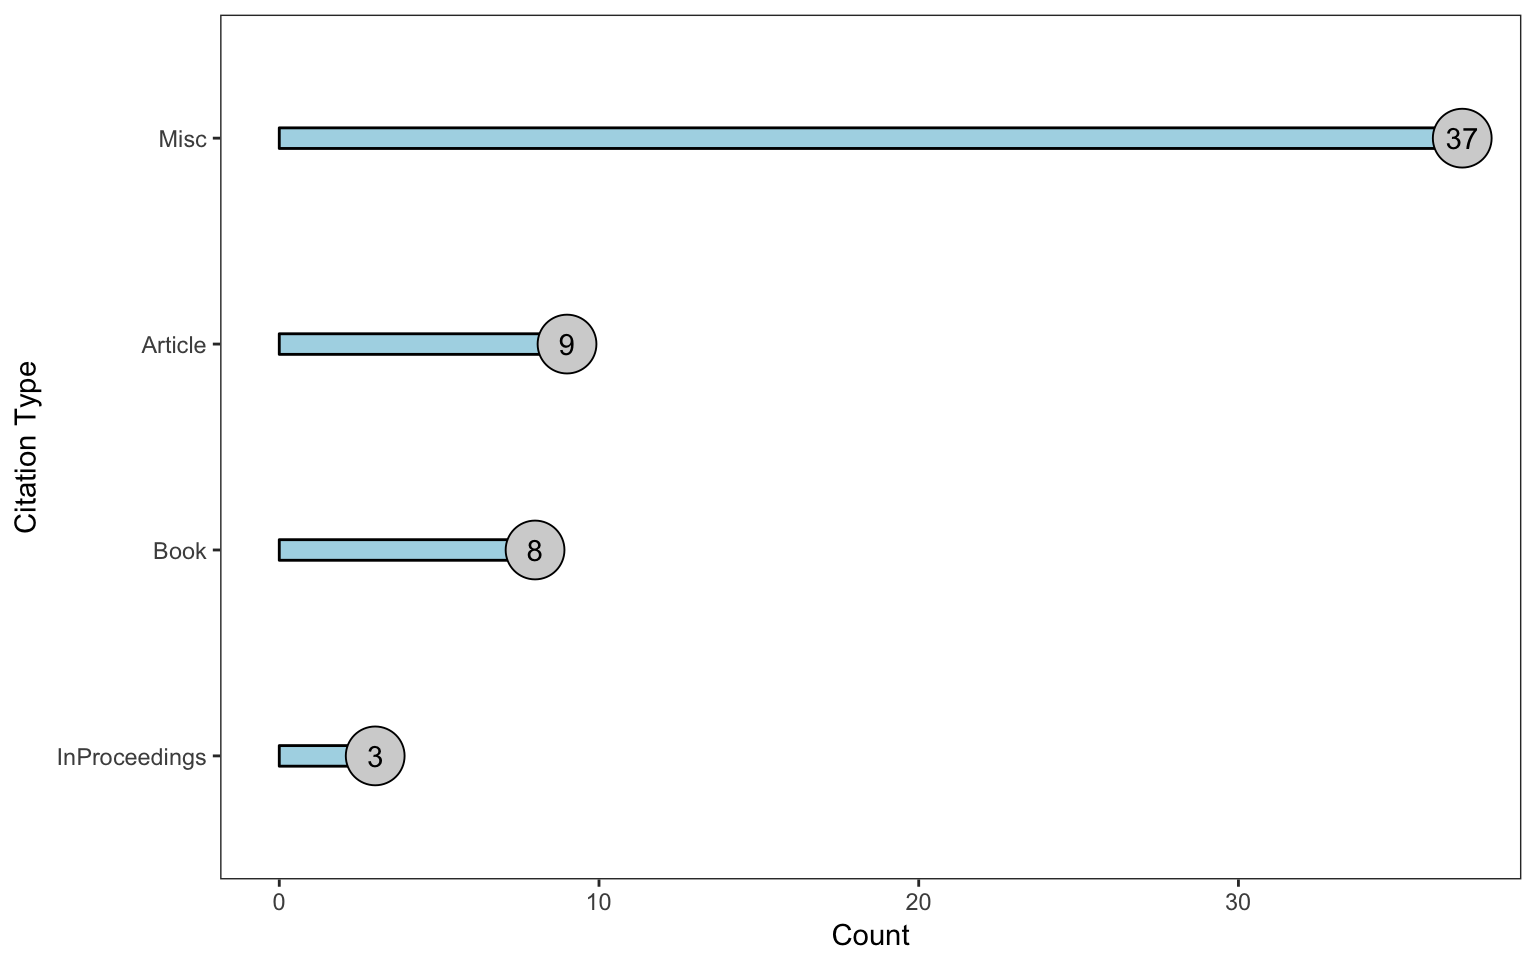 Misc
37
Article
9
Book
8
InProceedings
3
0 10 20 30
Count
Citation Type